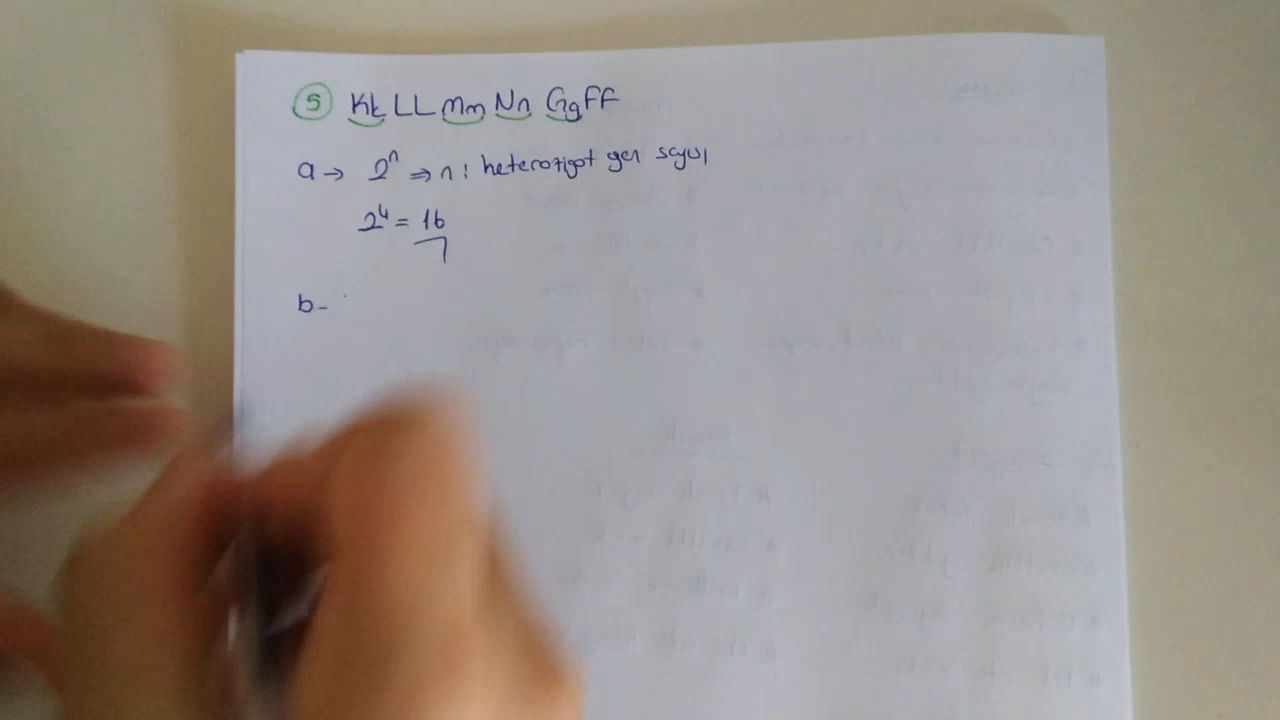 5 Kk LL Mm Nn Gg FF
a → 2ⁿ ⇒ n : heterozigot gen sayısı
2⁴ = 16
b-